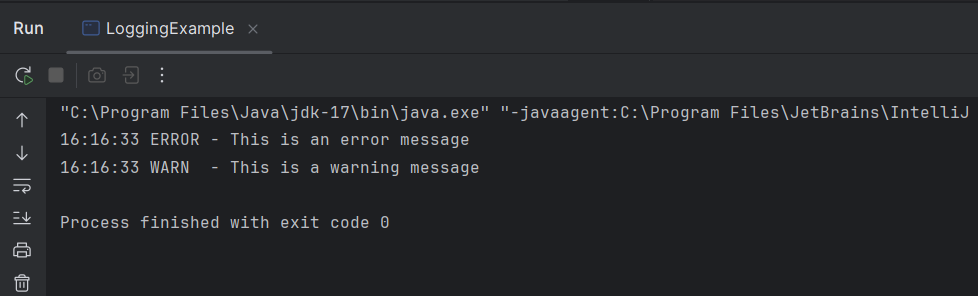 Run LoggingExample
"C:\Program Files\Java\jdk-17\bin\java.exe" "-javaagent:C:\Program Files\JetBrains\IntelliJ
16:16:33 ERROR - This is an error message
16:16:33 WARN  - This is a warning message
Process finished with exit code 0